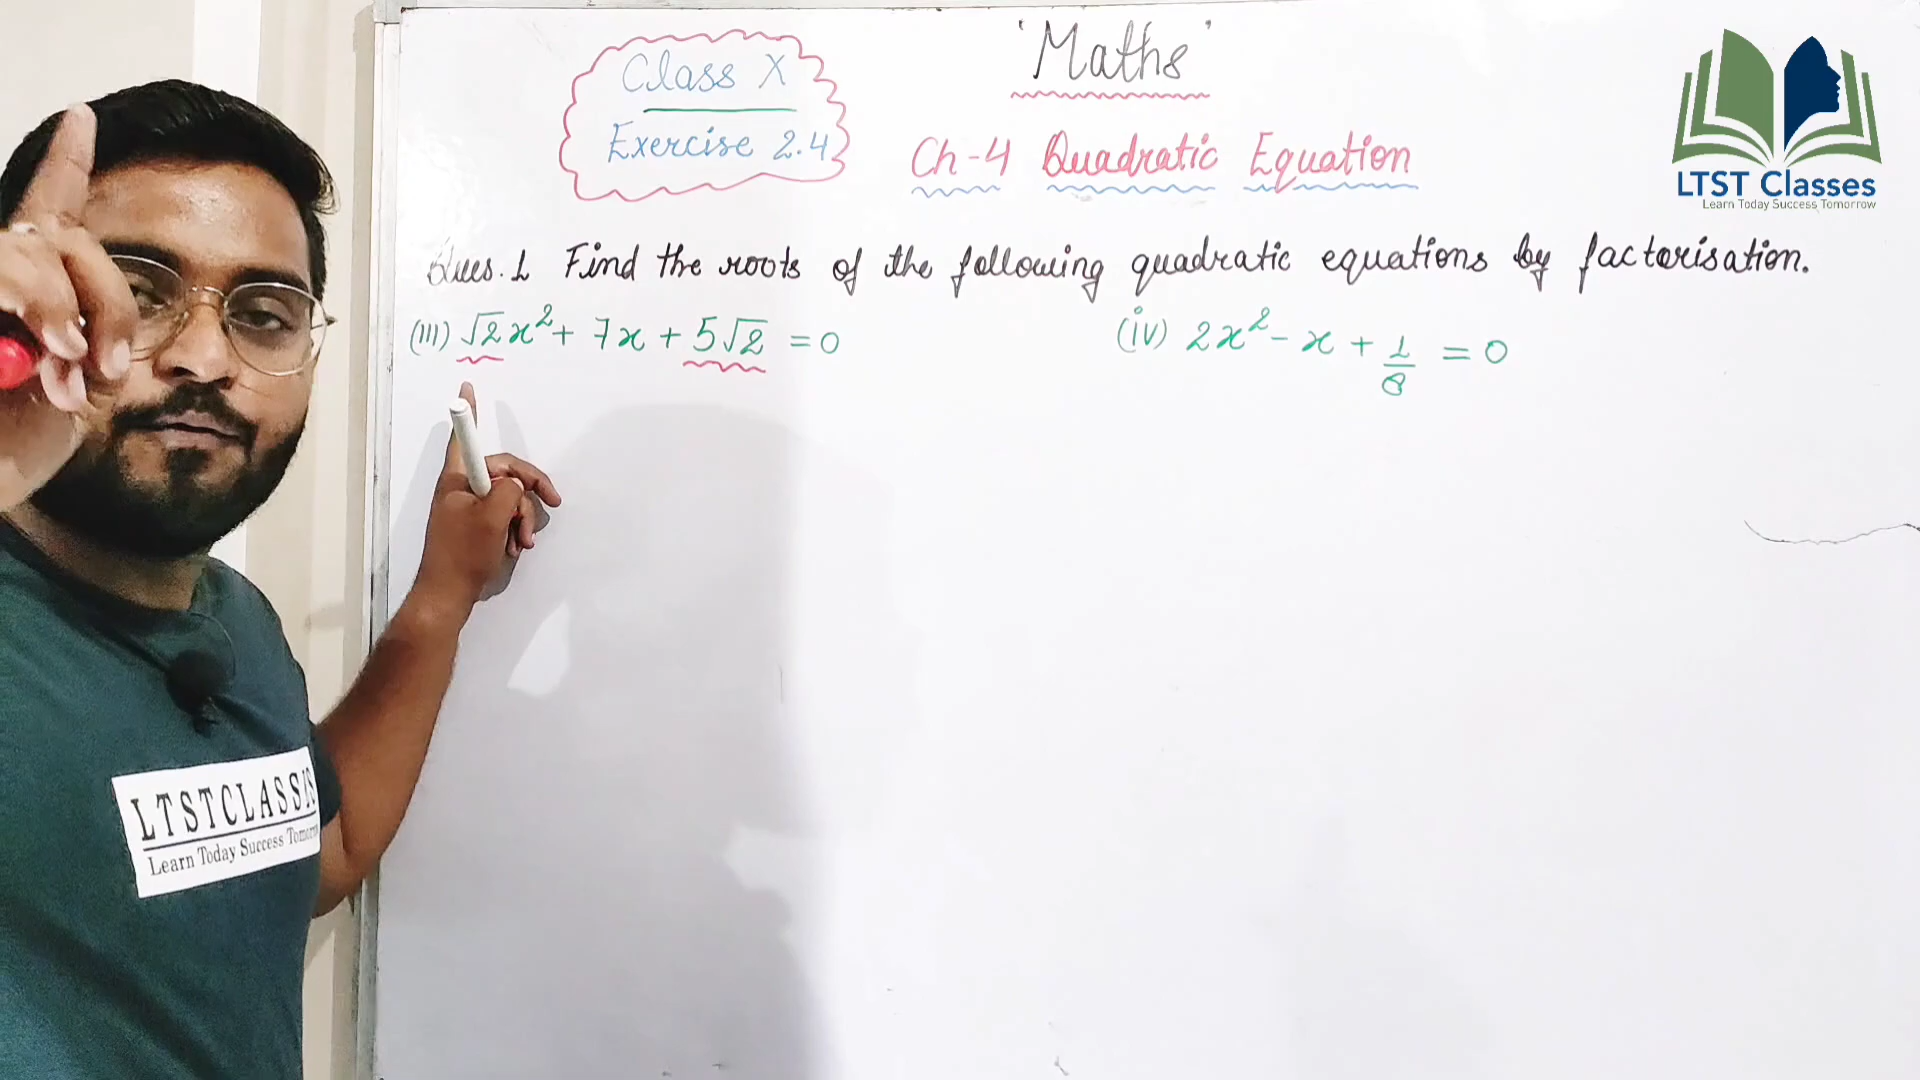 Class X
Exercise 2.4
'Maths'
Ch-4 Quadratic Equation
LTST Classes
Learn Today Success Tomorrow
Ques. 1 Find the roots of the following quadratic equations by factorisation.
(III) √2x² + 7x + 5√2 = 0
(iv) 2x² - x + 1/8 = 0
LTSTCLASSES
Learn Today Success Tomorrow